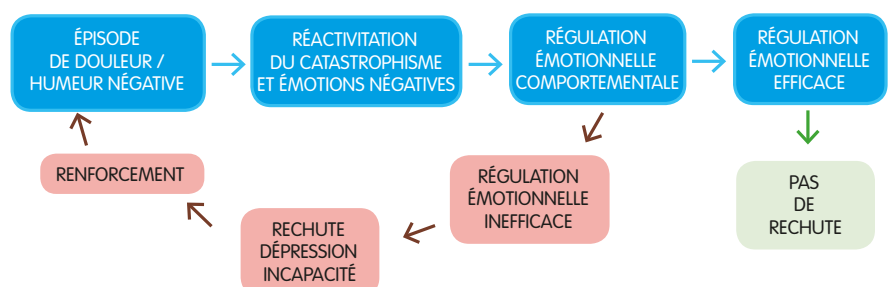 ÉPISODE
DE DOULEUR /
HUMEUR NÉGATIVE
RÉACTIVITATION
DU CATASTROPHISME
ET ÉMOTIONS NÉGATIVES
RÉGULATION
ÉMOTIONNELLE
COMPORTEMENTALE
RÉGULATION
ÉMOTIONNELLE
EFFICACE
RENFORCEMENT
RECHUTE
DÉPRESSION
INCAPACITÉ
RÉGULATION
ÉMOTIONNELLE
INEFFICACE
PAS
DE
RECHUTE